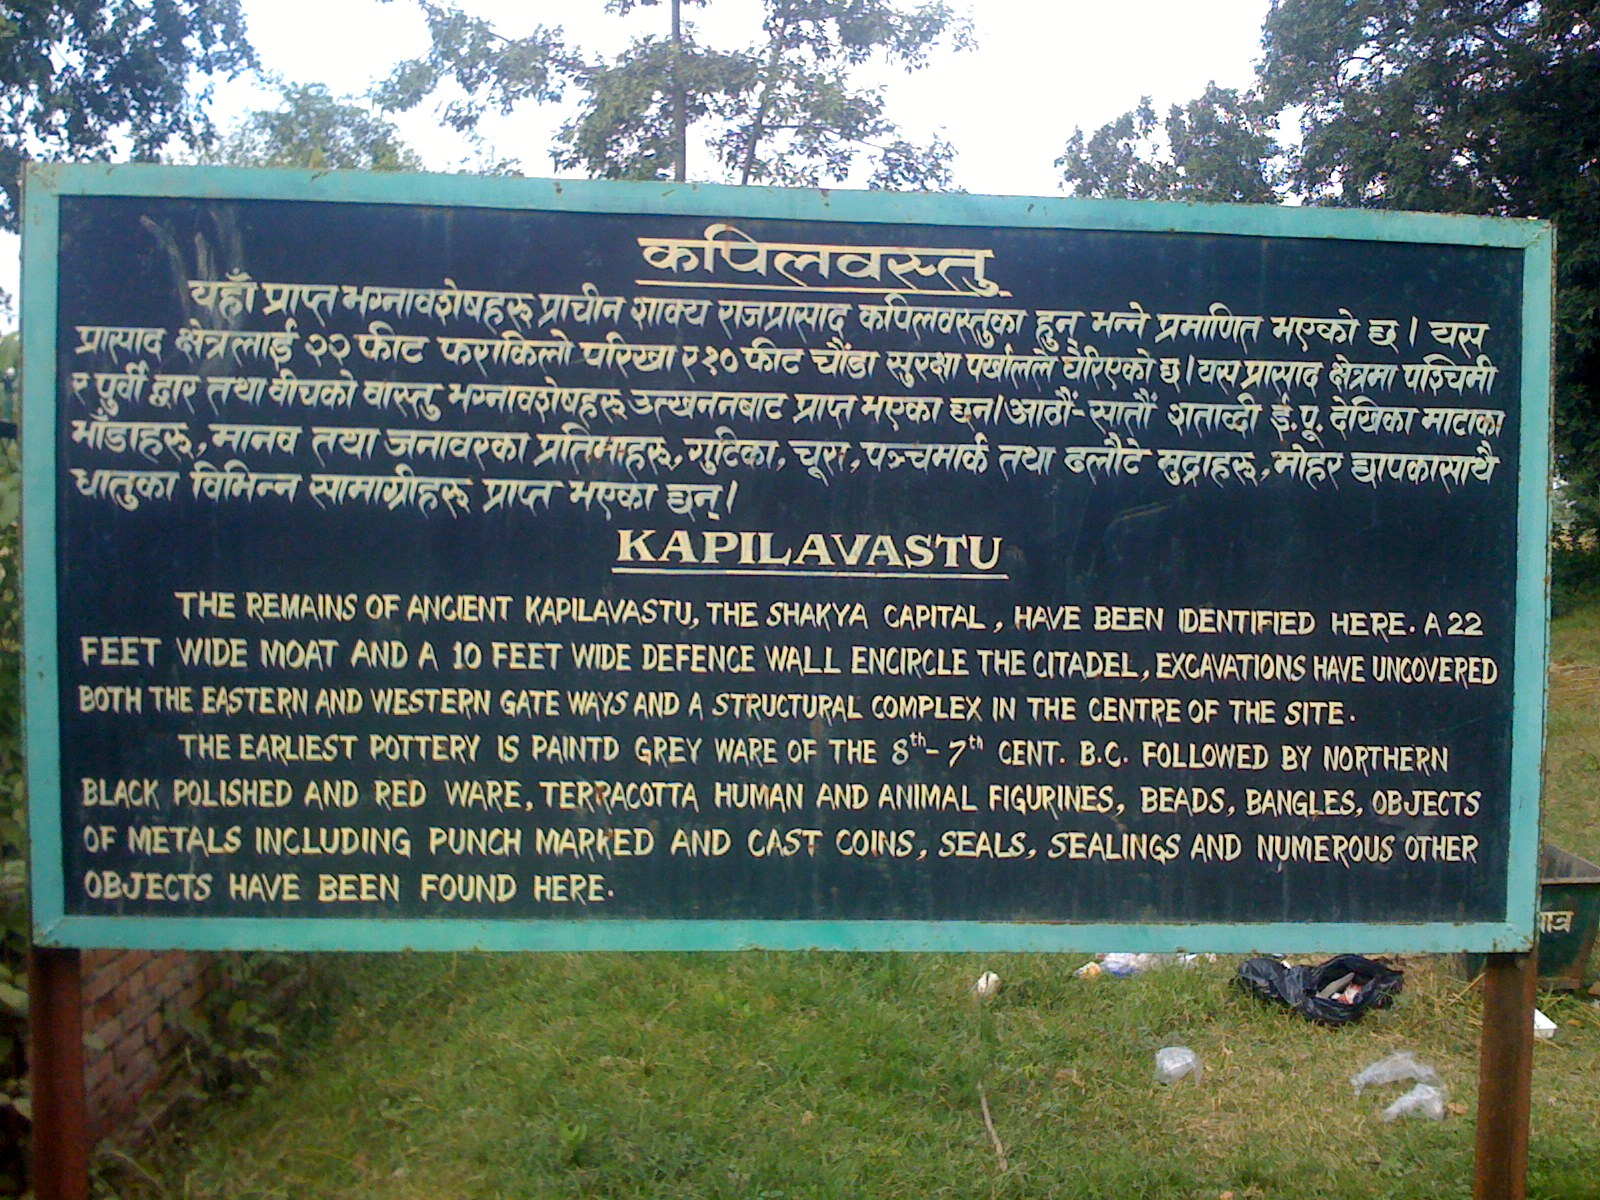 कपिलवस्तु
यहाँ प्राप्त भग्नावशेषहरू प्राचीन शाक्य राजप्रासाद कपिलवस्तुका हुन् भन्ने प्रमाणित भएको छ । यस
प्रासाद क्षेत्रलाई २२ फीट फराकिलो परिखा र १० फीट चौंडा सुरक्षा पर्खालले घेरिएको छ । यस प्रासाद क्षेत्रमा पश्चिमी
र पुर्वी द्वार तथा वीचको वास्तु भग्नावशेषहरू उत्खननबाट प्राप्त भएका छन । आठौं-सातौं शताब्दी ई.पू. देखिका माटाका
भाँडाहरू, मानव तथा जनावरका प्रतिमाहरू, गुटिका, चूरा, पञ्चमार्क तथा ढलौटे मुद्राहरू, मोहर छापकासाथै
धातुका विभिन्न सामाग्रीहरू प्राप्त भएका छन् ।
KAPILAVASTU
THE REMAINS OF ANCIENT KAPILAVASTU, THE SHAKYA CAPITAL, HAVE BEEN IDENTIFIED HERE. A 22
FEET WIDE MOAT AND A 10 FEET WIDE DEFENCE WALL ENCIRCLE THE CITADEL, EXCAVATIONS HAVE UNCOVERED
BOTH THE EASTERN AND WESTERN GATE WAYS AND A STRUCTURAL COMPLEX IN THE CENTRE OF THE SITE.
THE EARLIEST POTTERY IS PAINTD GREY WARE OF THE 8th-7th CENT. B.C. FOLLOWED BY NORTHERN
BLACK POLISHED AND RED WARE, TERRACOTTA HUMAN AND ANIMAL FIGURINES, BEADS, BANGLES, OBJECTS
OF METALS INCLUDING PUNCH MARKED AND CAST COINS, SEALS, SEALINGS AND NUMEROUS OTHER
OBJECTS HAVE BEEN FOUND HERE.